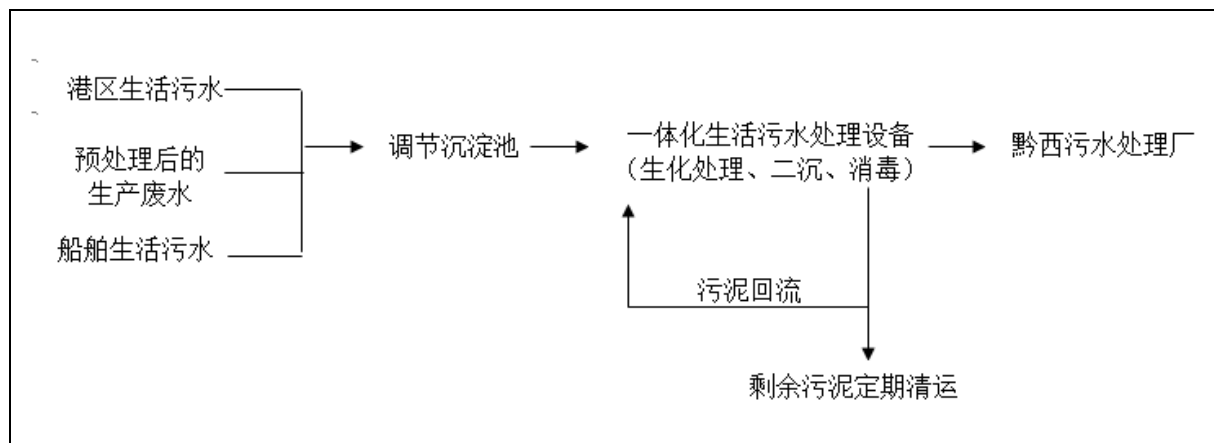 港区生活污水
预处理后的
生产废水
船舶生活污水
调节沉淀池
一体化生活污水处理设备
（生化处理、二沉、消毒）
黔西污水处理厂
污泥回流
剩余污泥定期清运